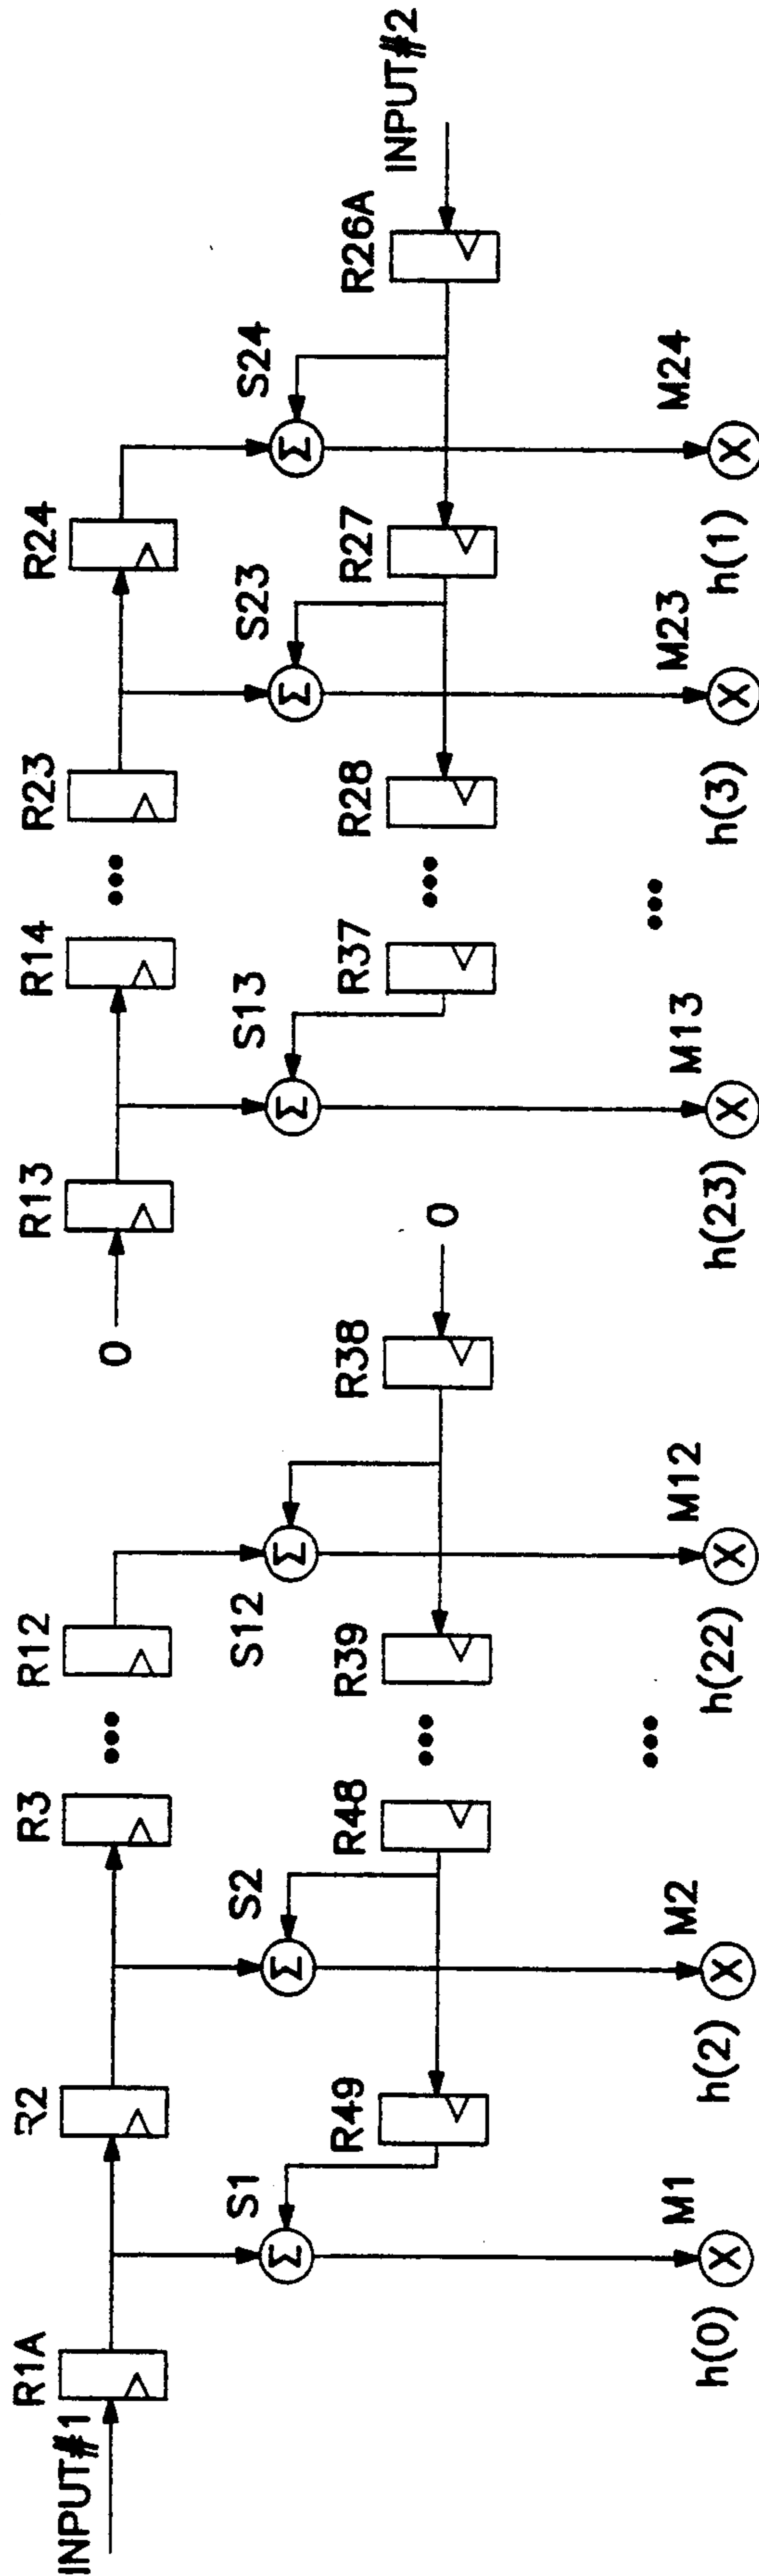 INPUT#1
R1A
R2
R3
...
R12
0
R13
R14
...
R23
R24
S1
Σ
S2
Σ
S12
Σ
S13
Σ
S23
Σ
S24
Σ
R49
R48
...
R39
R38
0
R37
...
R28
R27
R26A
INPUT#2
h(0)
X
M1
h(2)
X
M2
...
h(22)
X
M12
h(23)
X
M13
...
h(3)
X
M23
h(1)
X
M24